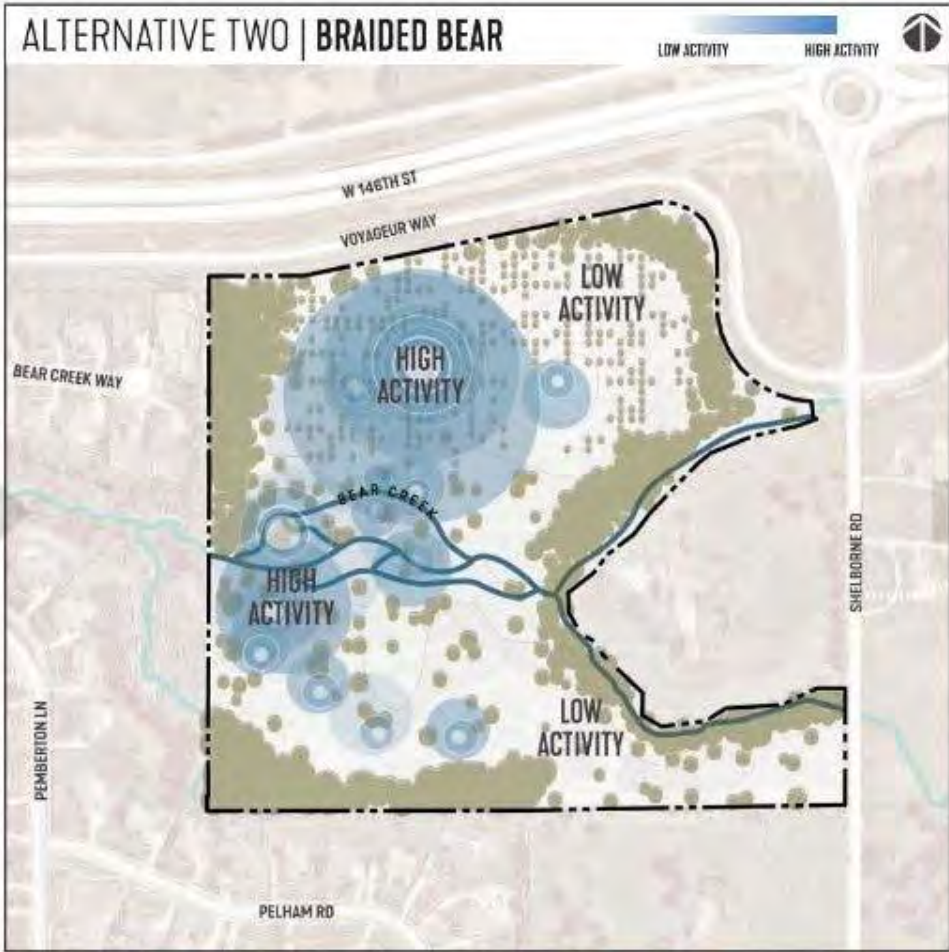 ALTERNATIVE TWO | BRAIDED BEAR
LOW ACTIVITY
HIGH ACTIVITY
W 146TH ST
VOYAGEUR WAY
LOW
ACTIVITY
HIGH
ACTIVITY
BEAR CREEK WAY
BEAR CREEK
HIGH
ACTIVITY
SHELBORNE RD
LOW
ACTIVITY
PEMBERTON LN
PELHAM RD